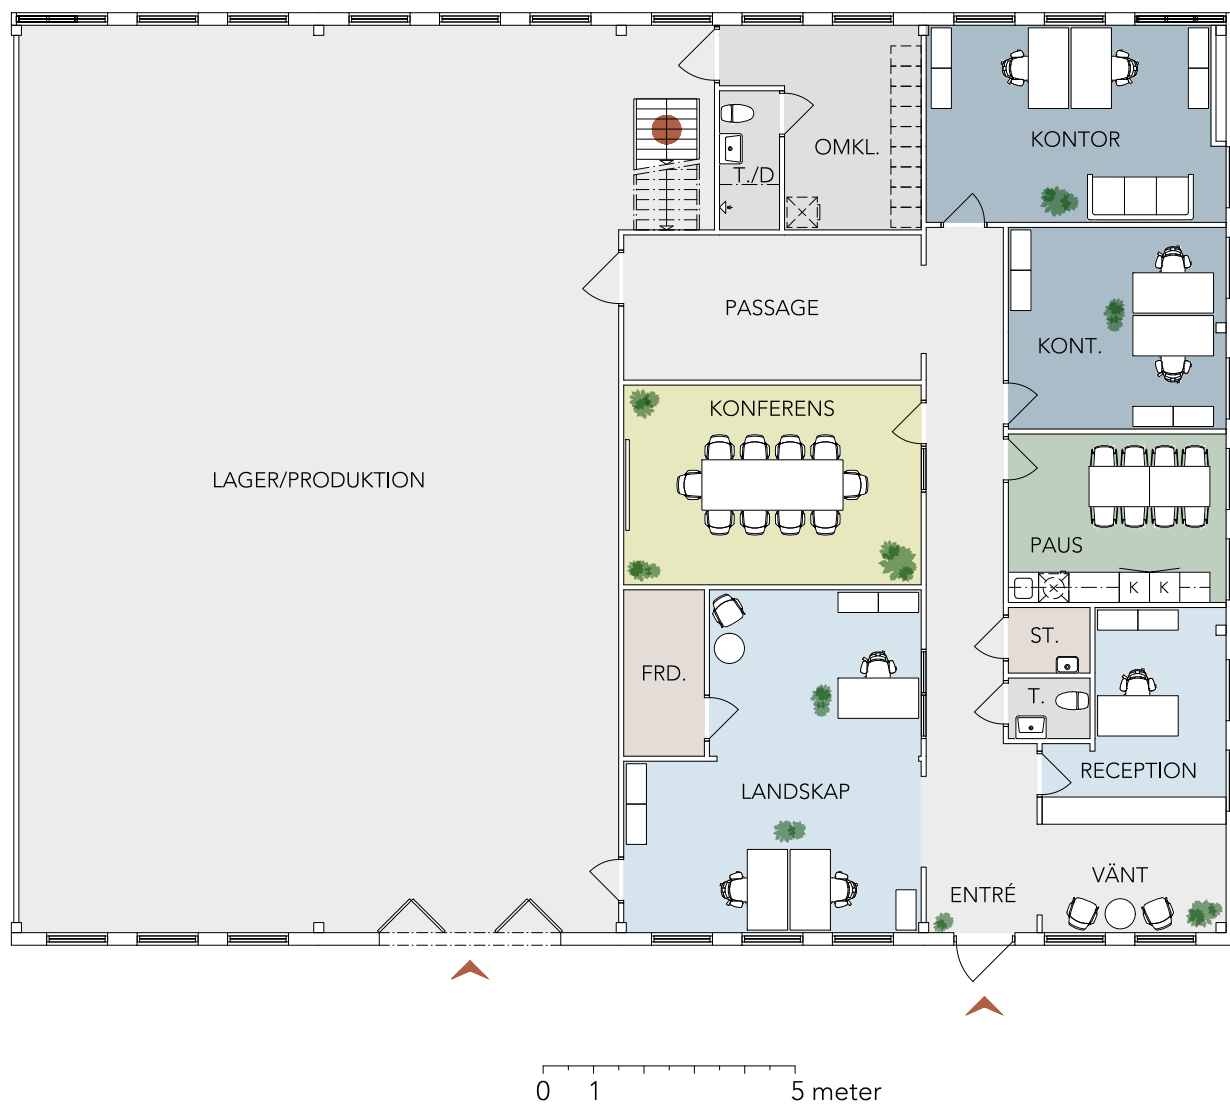 KONTOR
OMKL.
T./D
PASSAGE
KONT.
KONFERENS
LAGER/PRODUKTION
PAUS
K K
ST.
FRD.
T.
RECEPTION
LANDSKAP
VÄNT
ENTRÉ
0 1 5 meter